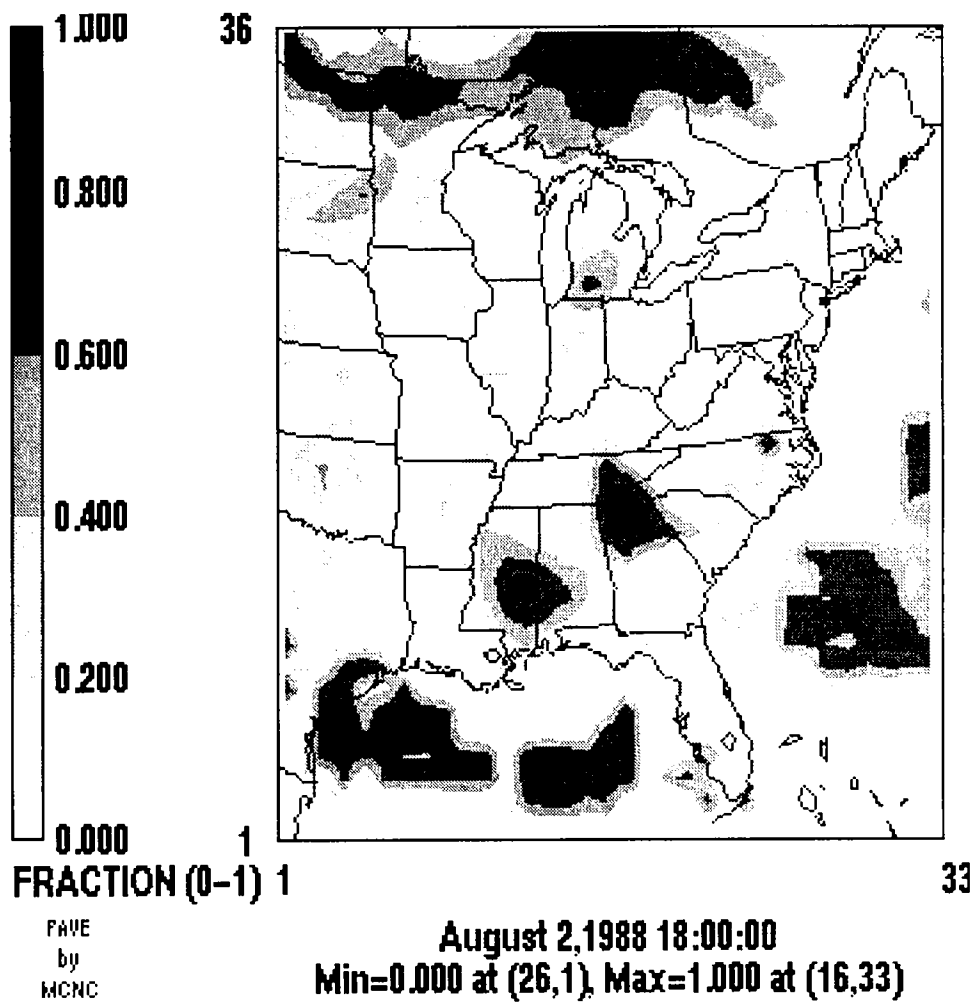 1.000
36
0.800
0.600
0.400
0.200
0.000
1
FRACTION (0–1) 1
33
PAVE
by
MCNC
August 2,1988 18:00:00
Min=0.000 at (26,1), Max=1.000 at (16,33)